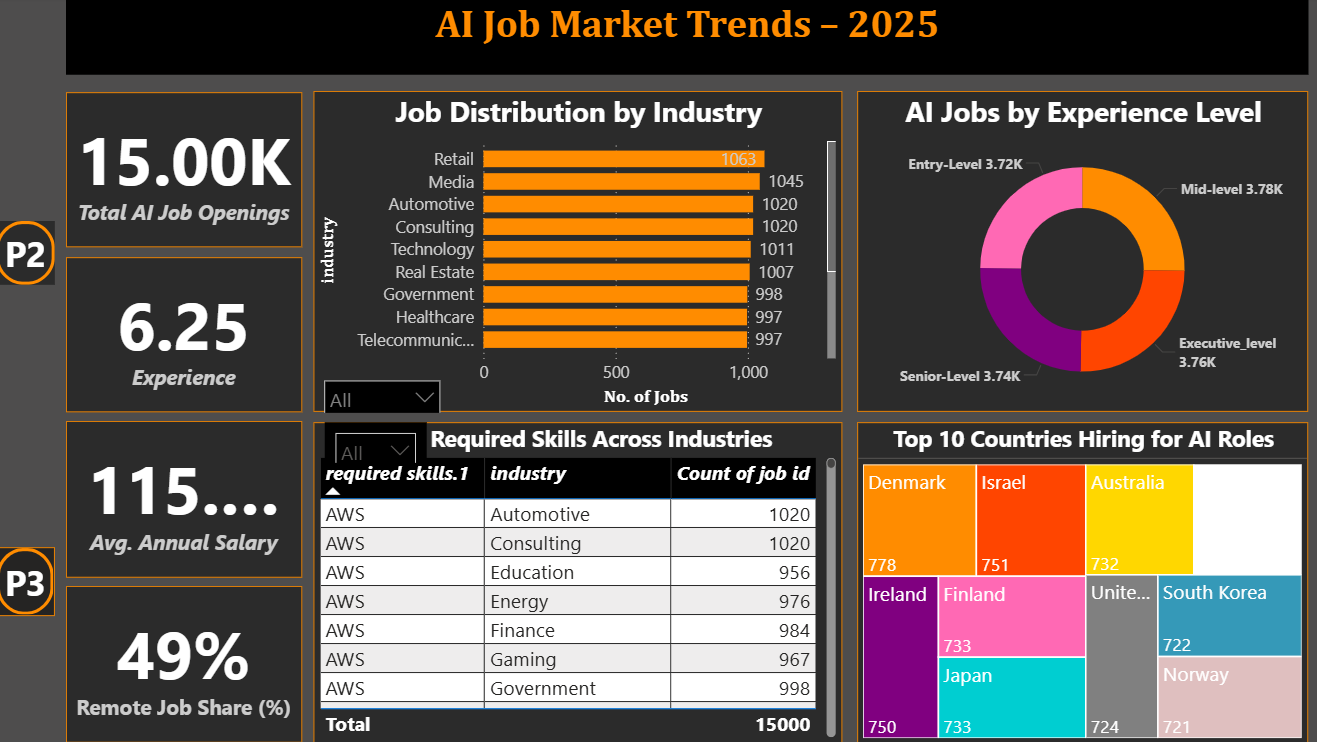 AI Job Market Trends – 2025
P2
P3
15.00K
Total AI Job Openings
6.25
Experience
115....
Avg. Annual Salary
49%
Remote Job Share (%)
Job Distribution by Industry
industry
Retail 1063
Media 1045
Automotive 1020
Consulting 1020
Technology 1011
Real Estate 1007
Government 998
Healthcare 997
Telecommunic... 997
0 500 1,000
No. of Jobs
All
AI Jobs by Experience Level
Entry-Level 3.72K
Mid-level 3.78K
Executive_level
3.76K
Senior-Level 3.74K
All
Required Skills Across Industries
required skills.1 industry Count of job id
AWS Automotive 1020
AWS Consulting 1020
AWS Education 956
AWS Energy 976
AWS Finance 984
AWS Gaming 967
AWS Government 998
Total 15000
Top 10 Countries Hiring for AI Roles
Denmark
778
Israel
751
Australia
732
Ireland
750
Finland
733
Japan
733
Unite...
724
South Korea
722
Norway
721